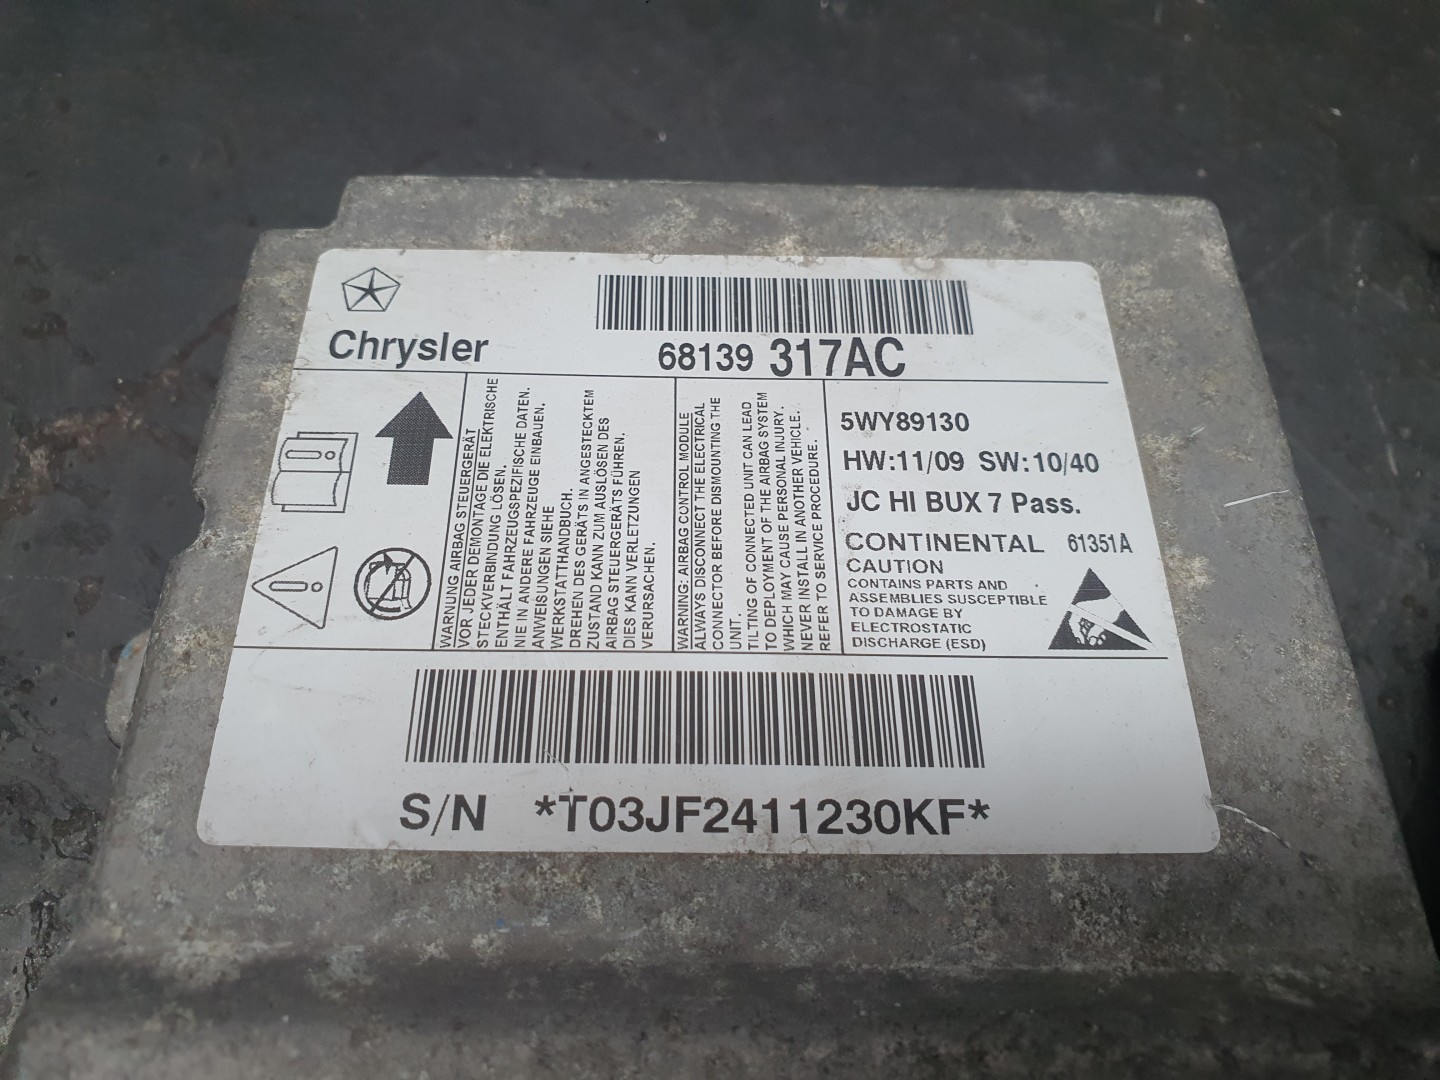 Chrysler
68139 317AC
WARNUNG AIRBAG STEUERGERÄT
VOR JEDER DEMONTAGE DIE ELEKTRISCHE
STECKVERBINDUNG LÖSEN.
ENTHÄLT FAHRZEUGSPEZIFISCHE DATEN.
NIE IN ANDERE FAHRZEUGE EINBAUEN.
ANWEISUNGEN SIEHE
WERKSTATTHANDBUCH.
DREHEN DES GERÄTS IN ANGESTECKTEM
ZUSTAND KANN ZUM AUSLÖSEN DES
AIRBAG STEUERGERÄTS FÜHREN.
DIES KANN VERLETZUNGEN
VERURSACHEN.
WARNING: AIRBAG CONTROL MODULE
ALWAYS DISCONNECT THE ELECTRICAL
CONNECTOR BEFORE DISMOUNTING THE
UNIT.
TILTING OF CONNECTED UNIT CAN LEAD
TO DEPLOYMENT OF THE AIRBAG SYSTEM
WHICH MAY CAUSE PERSONAL INJURY.
NEVER INSTALL IN ANOTHER VEHICLE.
REFER TO SERVICE PROCEDURE.
5WY89130
HW:11/09 SW:10/40
JC HI BUX 7 Pass.
CONTINENTAL 61351A
CAUTION
CONTAINS PARTS AND
ASSEMBLIES SUSCEPTIBLE
TO DAMAGE BY
ELECTROSTATIC
DISCHARGE (ESD)
S/N *T03JF2411230KF*